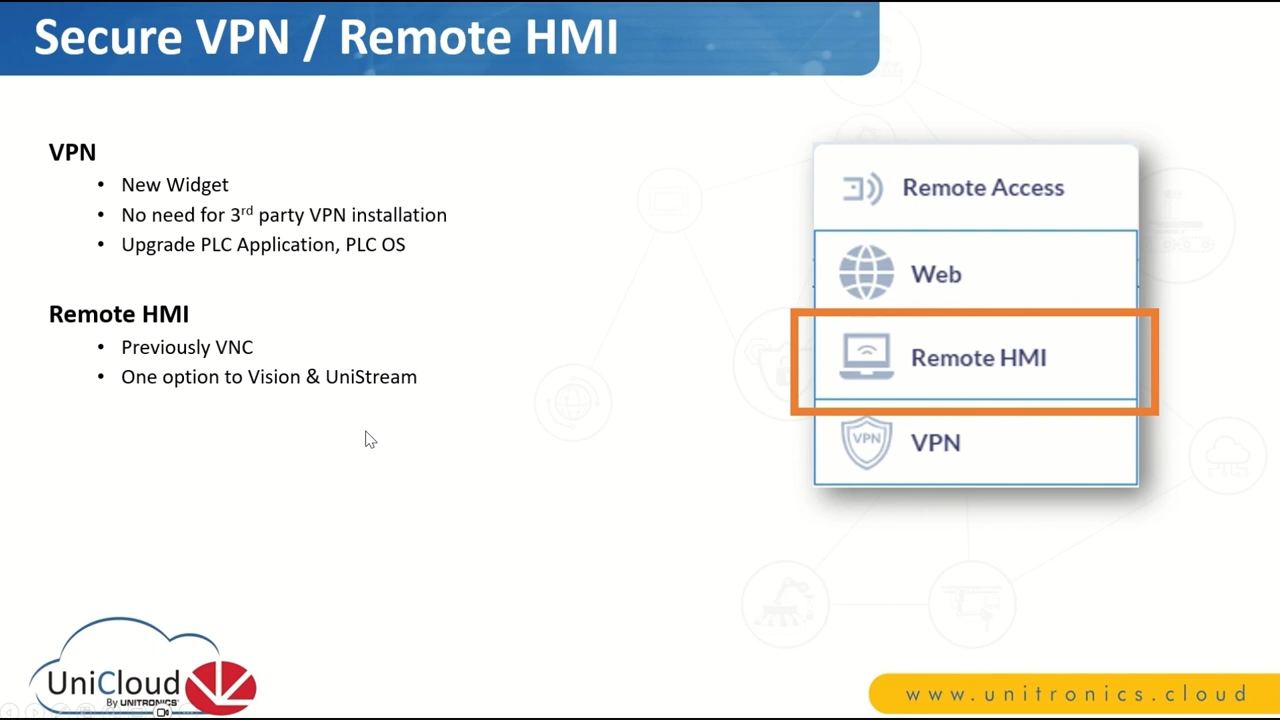 Secure VPN / Remote HMI
VPN
• New Widget
• No need for 3rd party VPN installation
• Upgrade PLC Application, PLC OS
Remote HMI
• Previously VNC
• One option to Vision & UniStream
Remote Access
Web
Remote HMI
VPN
VPN
UniCloud
By UNITRONICS
www.unitronics.cloud